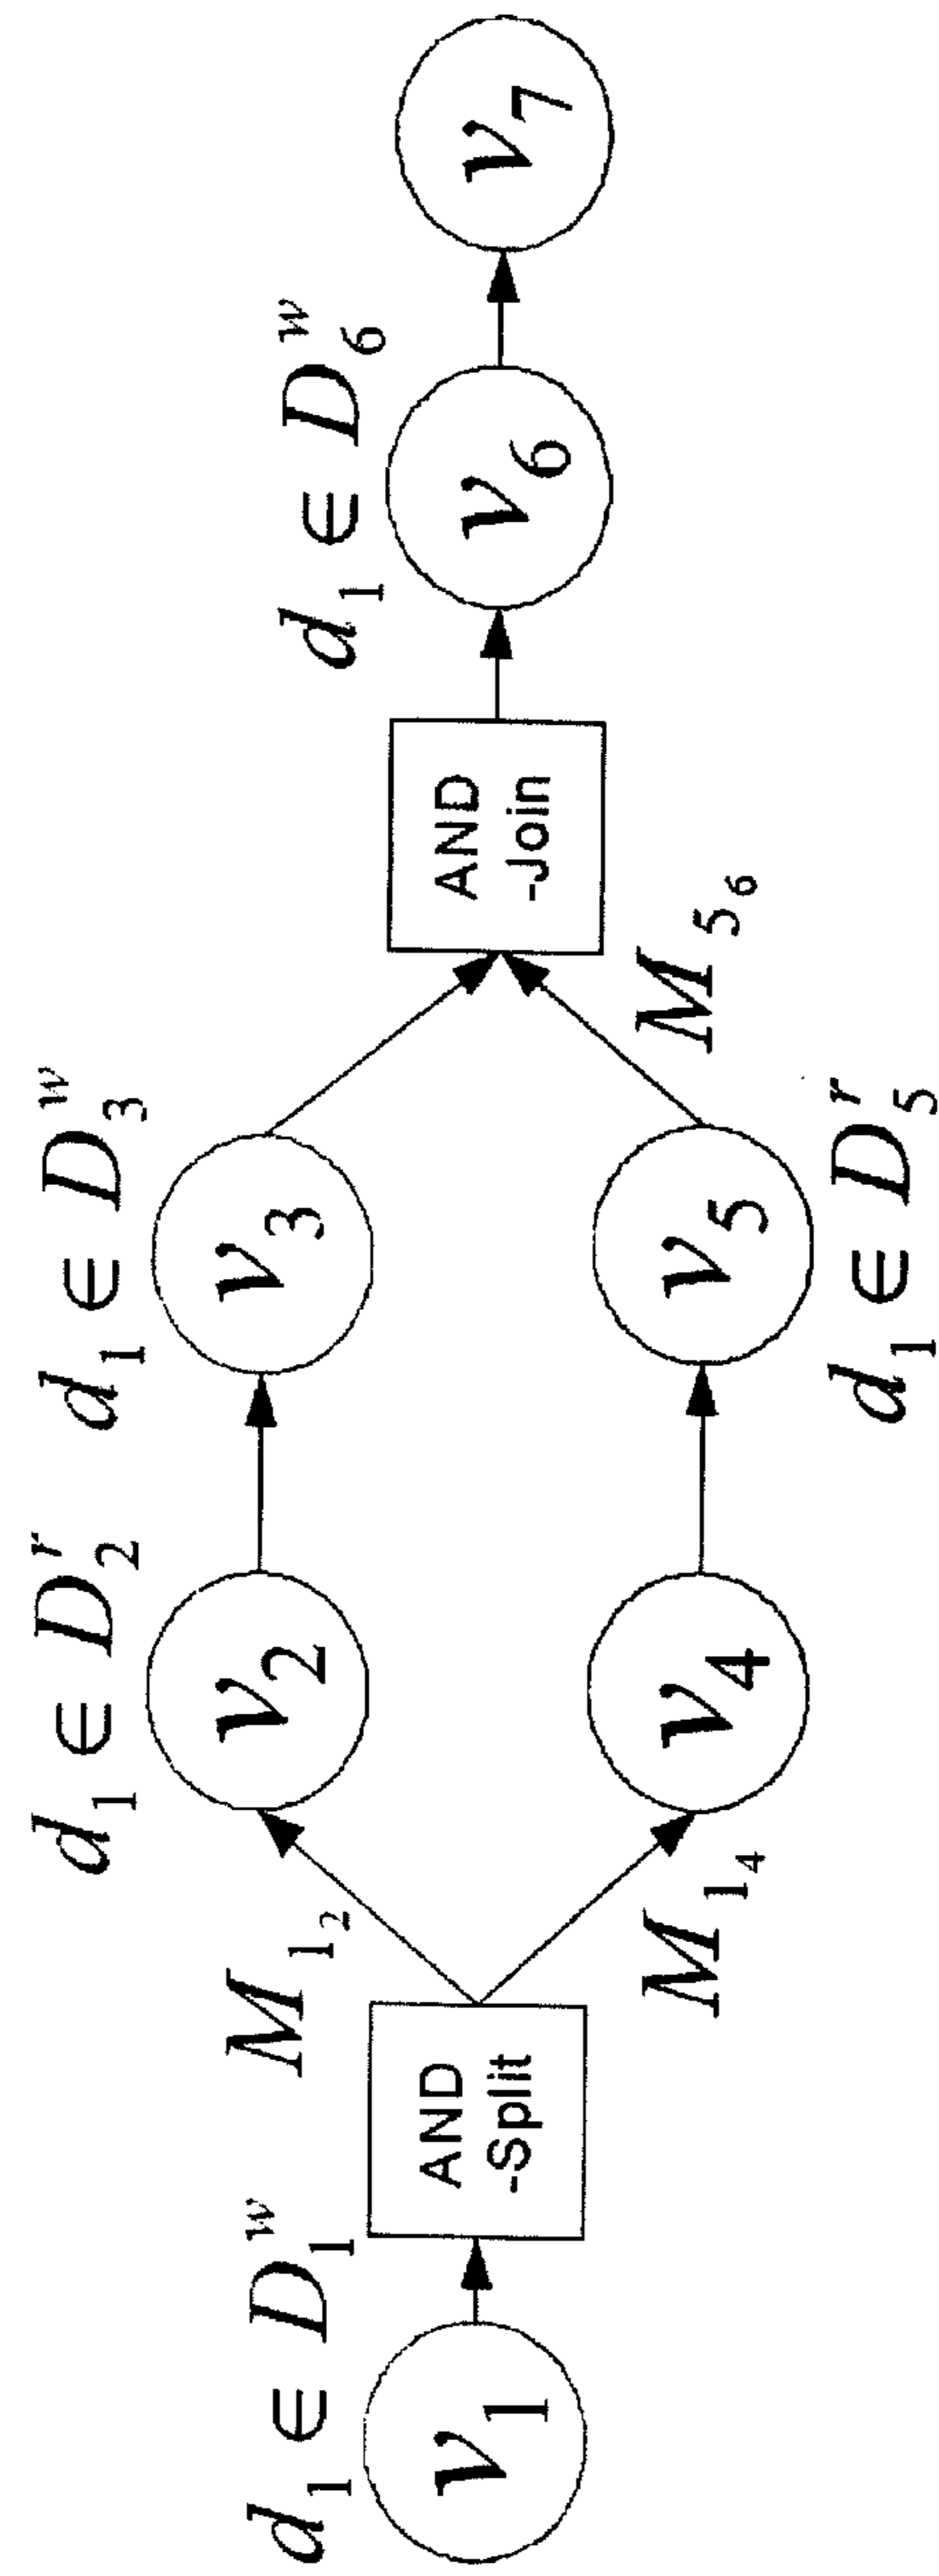 d₁ ∈ D₁ʷ
v₁
AND
-Split
M₁₂
M₁₄
d₁ ∈ D₂ʳ
v₂
v₄
d₁ ∈ D₃ʷ
v₃
v₅
d₁ ∈ D₅ʳ
M₅₆
AND
-Join
d₁ ∈ D₆ʷ
v₆
v₇